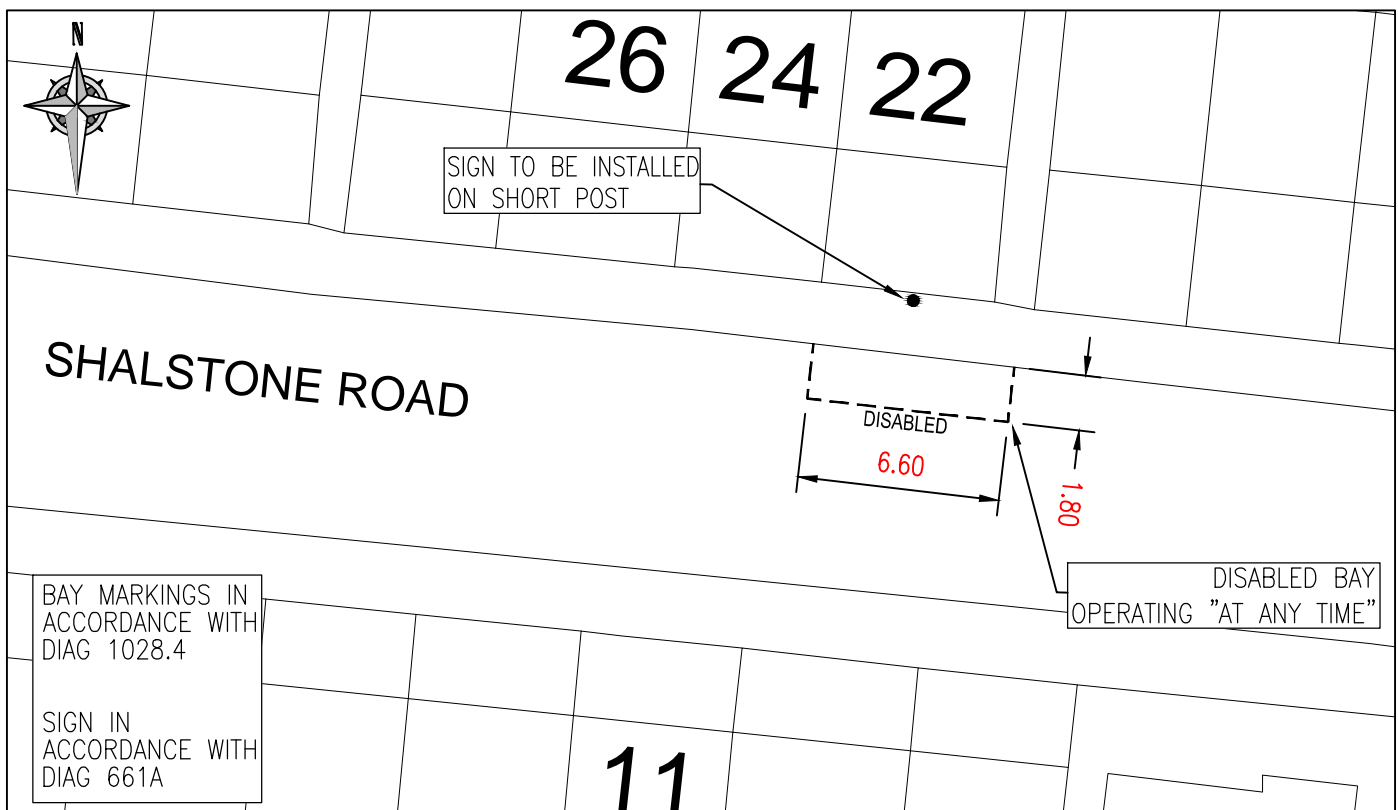 N
26 24 22
SIGN TO BE INSTALLED
ON SHORT POST
SHALSTONE ROAD
DISABLED
6.60
1.80
DISABLED BAY
OPERATING "AT ANY TIME"
BAY MARKINGS IN
ACCORDANCE WITH
DIAG 1028.4
SIGN IN
ACCORDANCE WITH
DIAG 661A
11